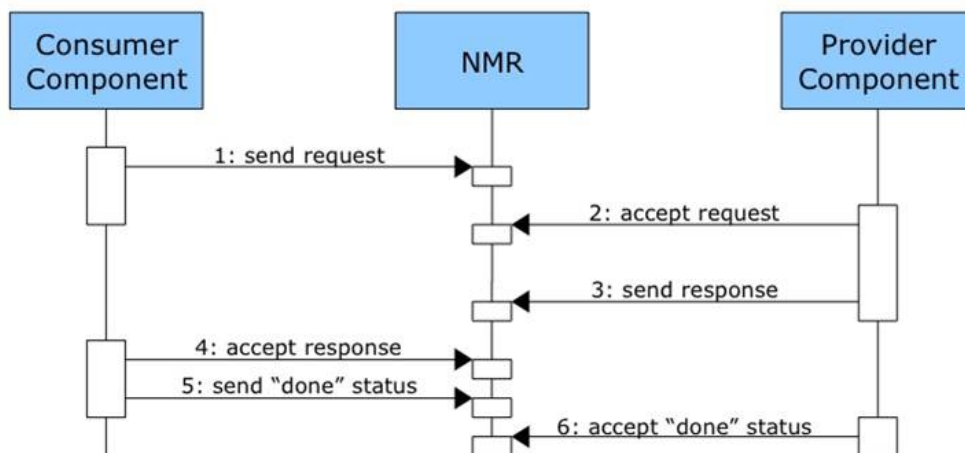 Consumer
Component
NMR
Provider
Component
1: send request
2: accept request
3: send response
4: accept response
5: send “done” status
6: accept “done” status